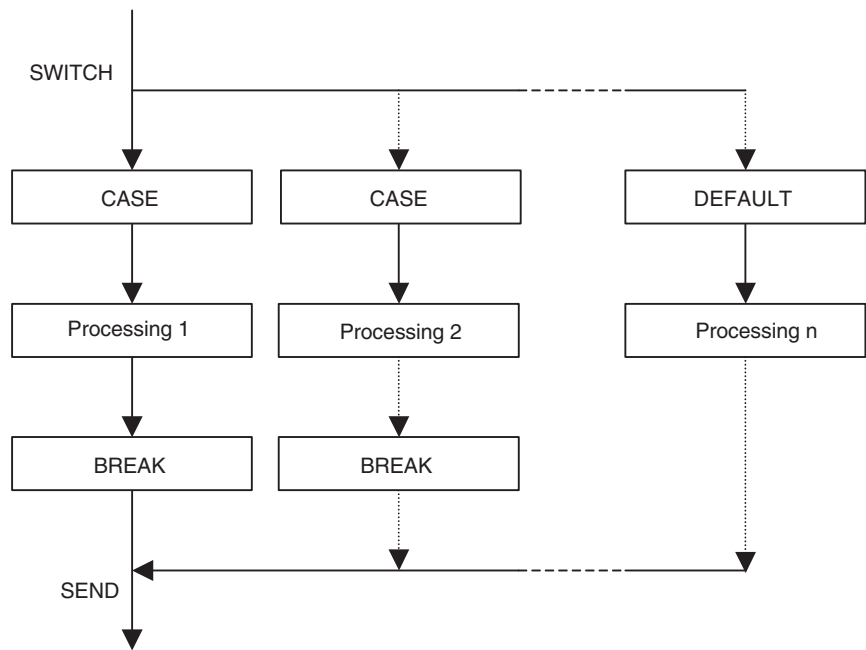 SWITCH
CASE
CASE
DEFAULT
Processing 1
Processing 2
Processing n
BREAK
BREAK
SEND